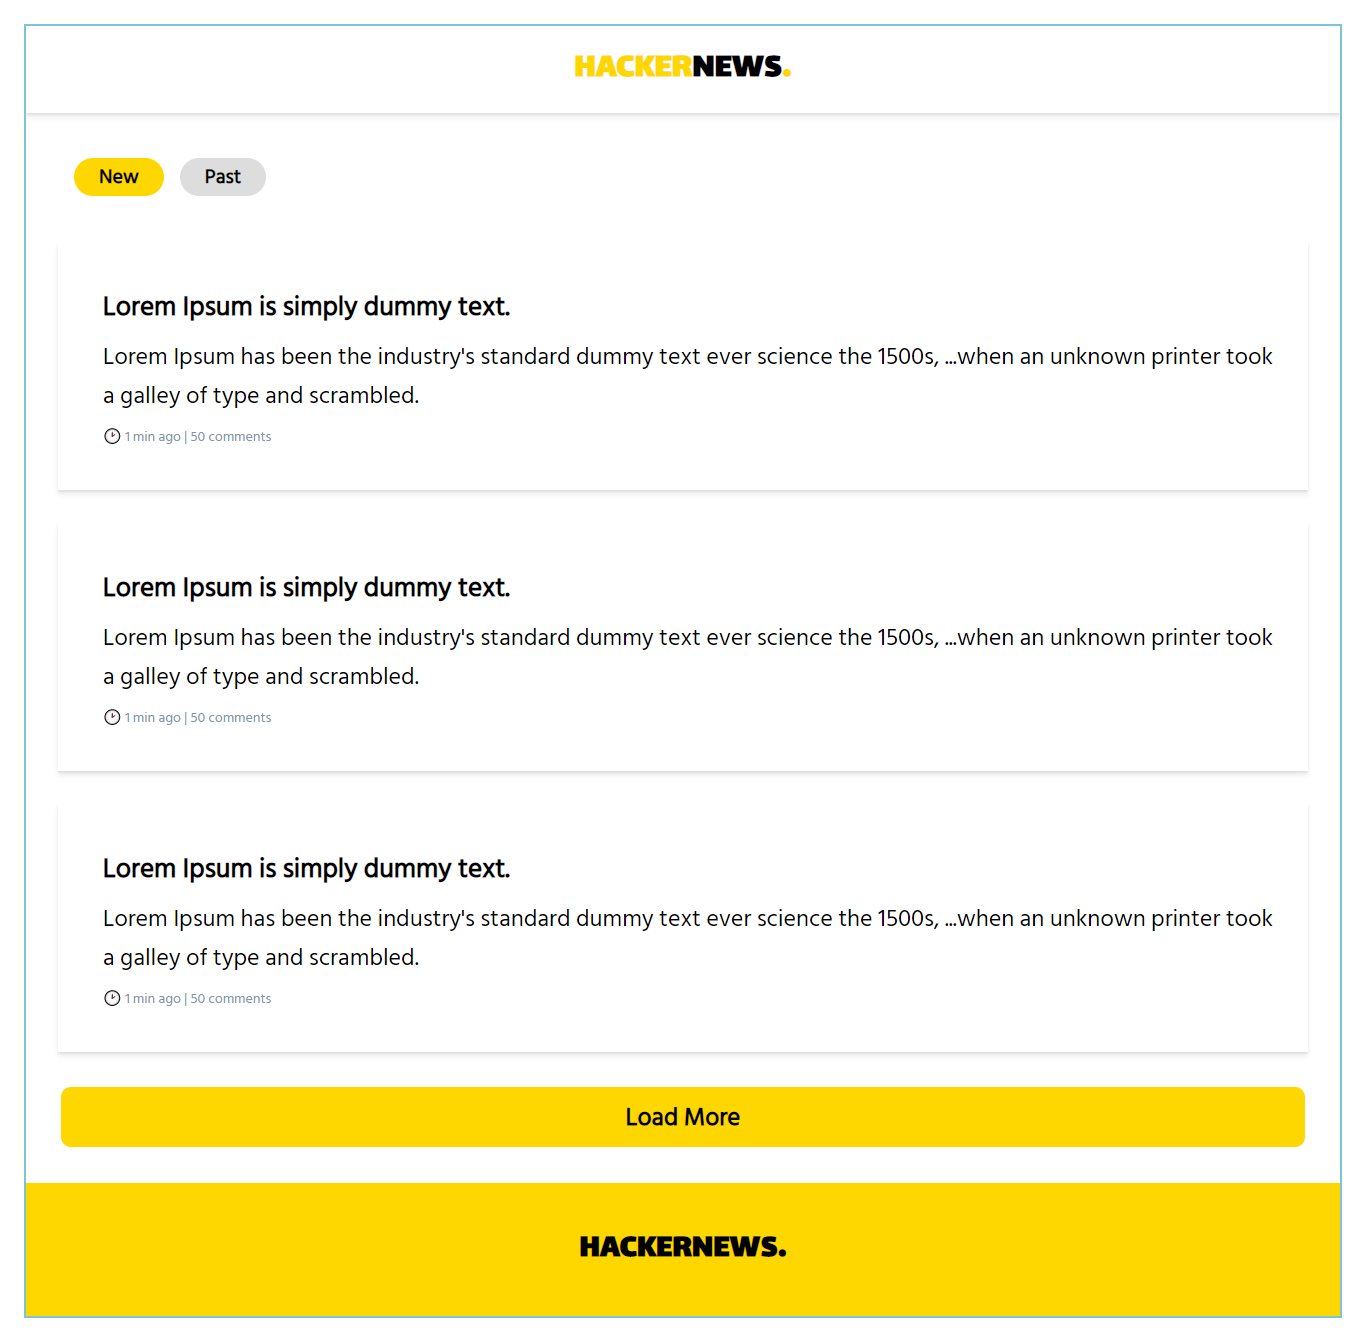 HACKERNEWS.
New Past
Lorem Ipsum is simply dummy text.
Lorem Ipsum has been the industry's standard dummy text ever science the 1500s, ...when an unknown printer took
a galley of type and scrambled.
1 min ago | 50 comments
Lorem Ipsum is simply dummy text.
Lorem Ipsum has been the industry's standard dummy text ever science the 1500s, ...when an unknown printer took
a galley of type and scrambled.
1 min ago | 50 comments
Lorem Ipsum is simply dummy text.
Lorem Ipsum has been the industry's standard dummy text ever science the 1500s, ...when an unknown printer took
a galley of type and scrambled.
1 min ago | 50 comments
Load More
HACKERNEWS.